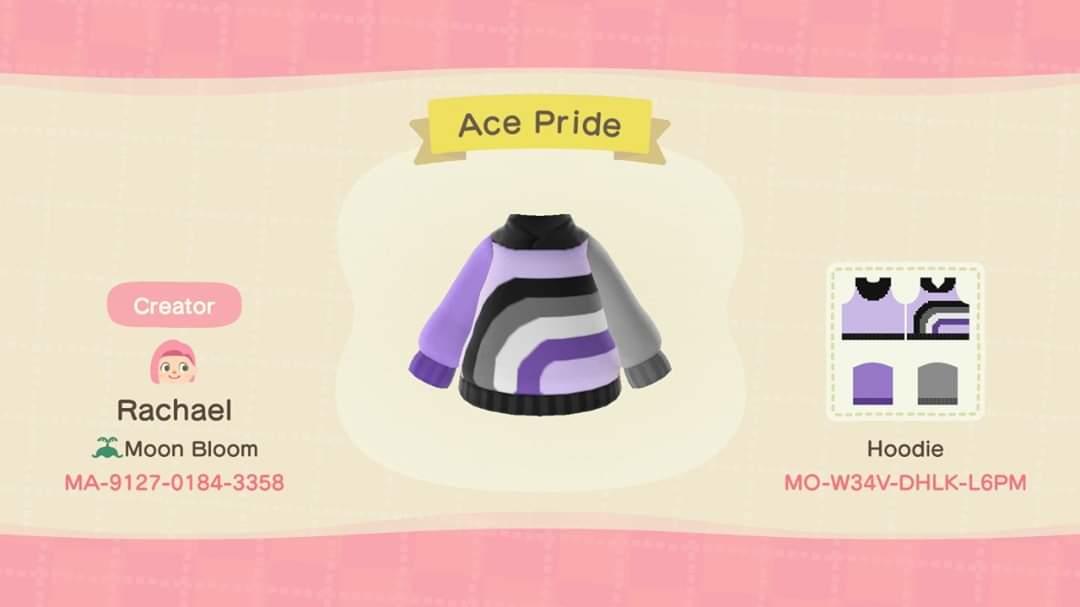 Ace Pride
Creator
Rachael
Moon Bloom
MA-9127-0184-3358
Hoodie
MO-W34V-DHLK-L6PM